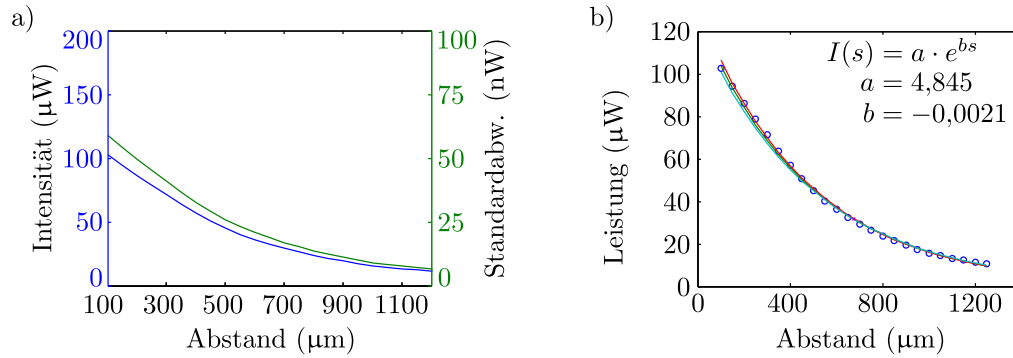 a)
200
150
100
50
0
Intensität (µW)
100
75
50
25
0
Standardabw. (nW)
100 300 500 700 900 1100
Abstand (µm)
b)
120
100
80
60
40
20
0
Leistung (µW)
I(s) = a · e^{bs}
a = 4,845
b = −0,0021
0 400 800 1200
Abstand (µm)